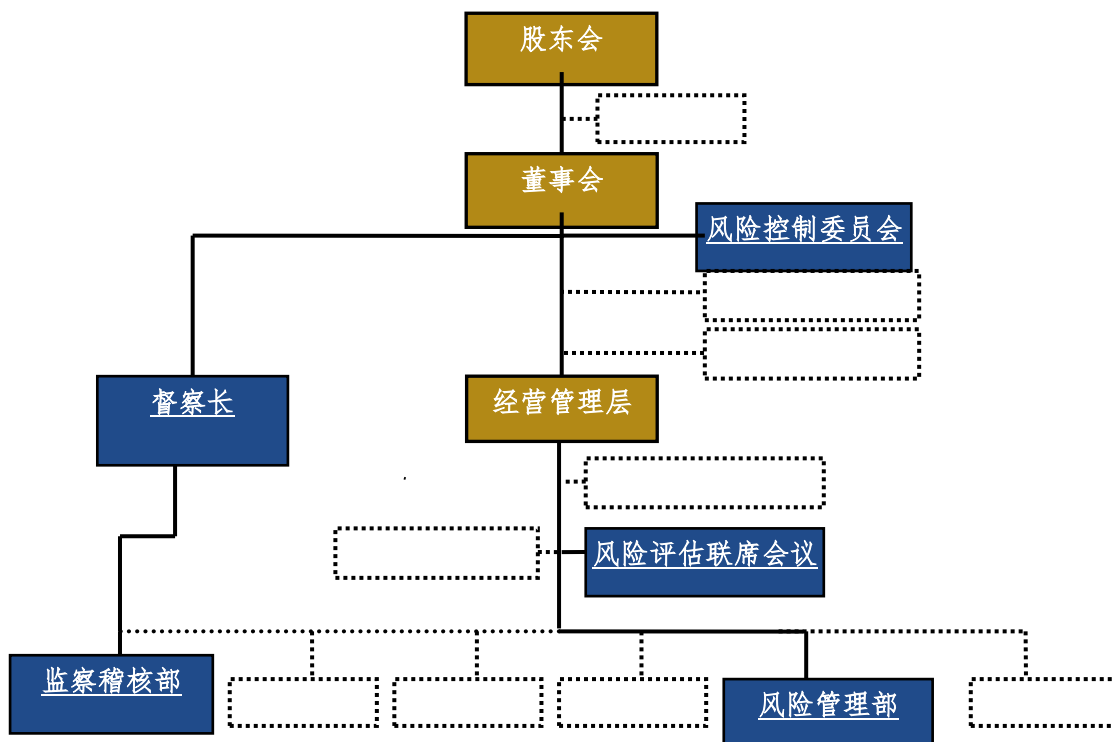 股东会
董事会
风险控制委员会
督察长
经营管理层
风险评估联席会议
监察稽核部
风险管理部